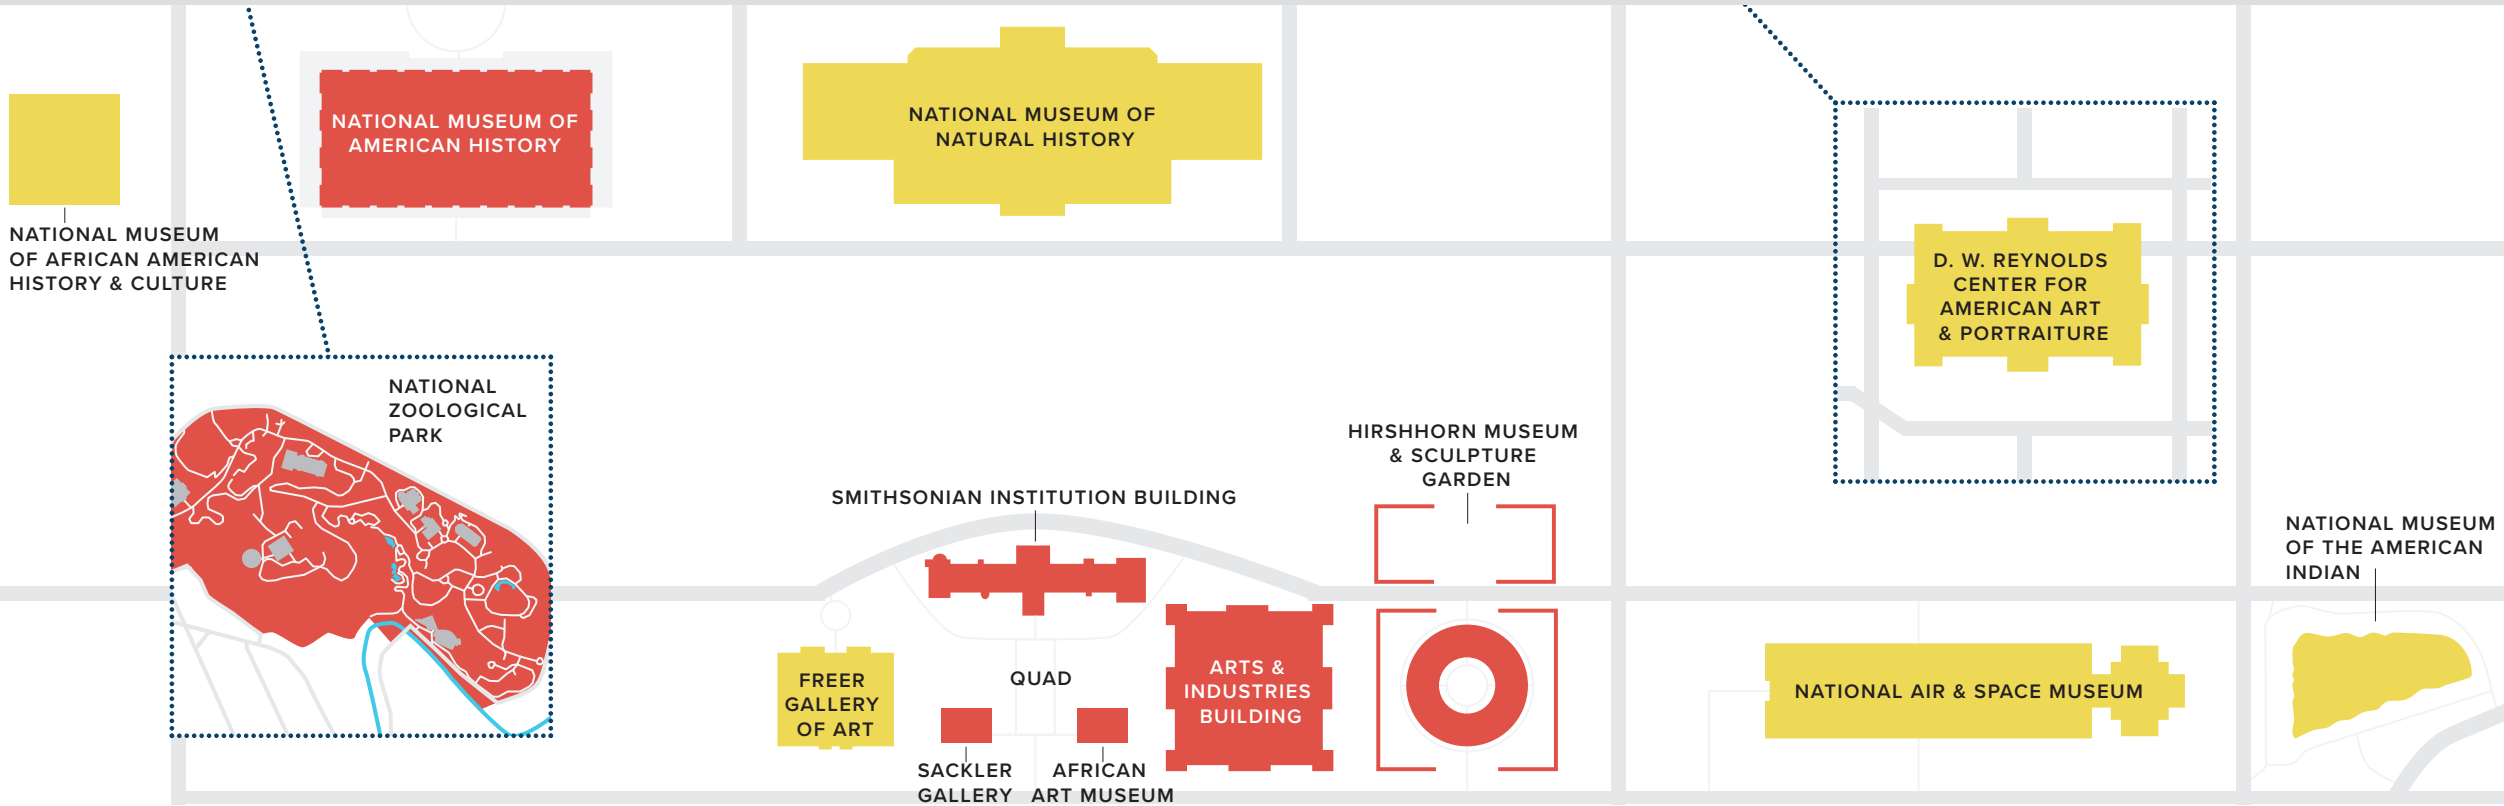 NATIONAL MUSEUM OF
AMERICAN HISTORY
NATIONAL MUSEUM OF
NATURAL HISTORY
NATIONAL MUSEUM
OF AFRICAN AMERICAN
HISTORY & CULTURE
D. W. REYNOLDS
CENTER FOR
AMERICAN ART
& PORTRAITURE
NATIONAL
ZOOLOGICAL
PARK
HIRSHHORN MUSEUM
& SCULPTURE
GARDEN
SMITHSONIAN INSTITUTION BUILDING
NATIONAL MUSEUM
OF THE AMERICAN
INDIAN
FREER
GALLERY
OF ART
QUAD
ARTS &
INDUSTRIES
BUILDING
NATIONAL AIR & SPACE MUSEUM
SACKLER
GALLERY
AFRICAN
ART MUSEUM